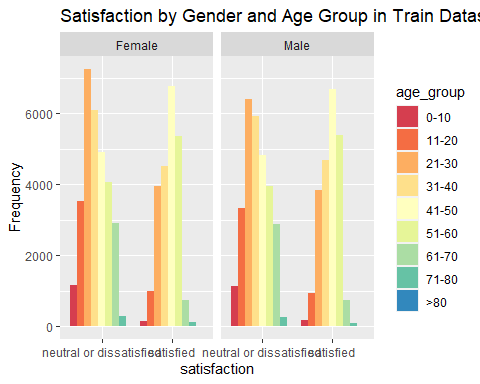 Satisfaction by Gender and Age Group in Train Datas
Female
Male
Frequency
6000
4000
2000
0
neutral or dissatisfied
satisfied
neutral or dissatisfied
satisfied
satisfaction
age_group
0-10
11-20
21-30
31-40
41-50
51-60
61-70
71-80
>80